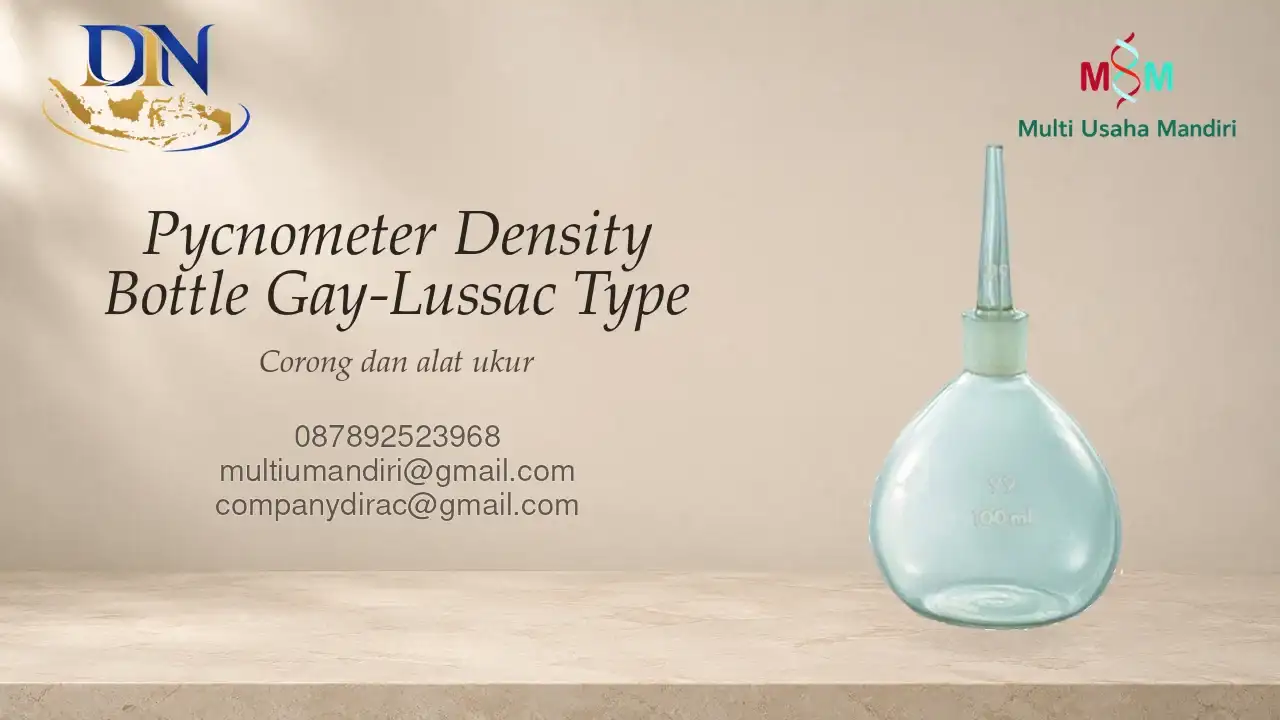 DIN
M M
Multi Usaha Mandiri
Pycnometer Density
Bottle Gay-Lussac Type
Corong dan alat ukur
087892523968
multiumandiri@gmail.com
companydirac@gmail.com
100 ml